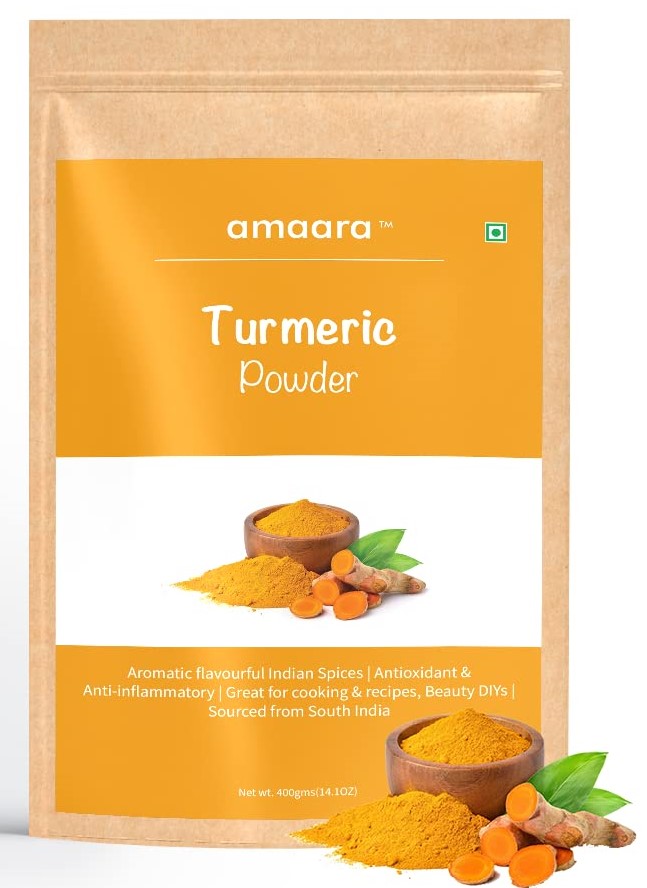 amaara™
Turmeric
Powder
Aromatic flavourful Indian Spices | Antioxidant &
Anti-inflammatory | Great for cooking & recipes, Beauty DIYs |
Sourced from South India
Net wt. 400gms(14.1OZ)